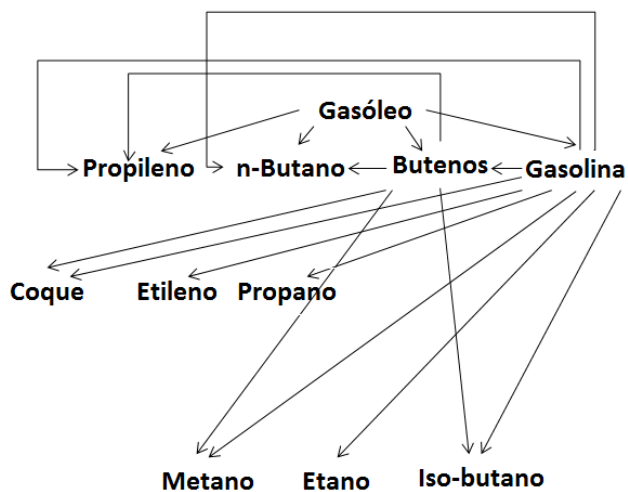 Gasóleo
Propileno n-Butano Butenos Gasolina
Coque Etileno Propano
Metano Etano Iso-butano